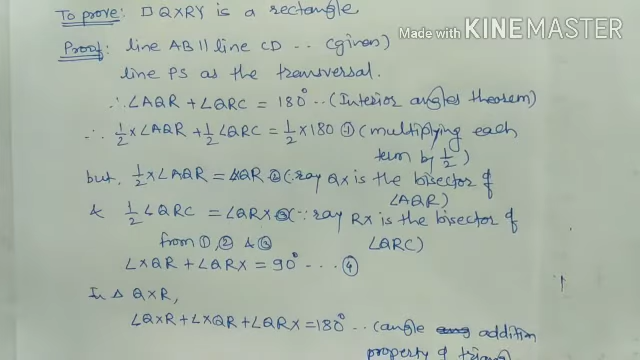 To prove: □ QXRY is a rectangle
Made with KINEMASTER
Proof: line AB || line CD .. (given)
line PS as the transversal.
∴ ∠AQR + ∠QRC = 180° .. (Interior angles theorem)
∴ ½ × ∠AQR + ½ ∠QRC = ½ × 180 ① (multiplying each
term by ½)
but, ½ × ∠AQR = ∠QR ② (∵ ray QX is the bisector of
∠AQR)
& ½ ∠QRC = ∠QRX ③ (∵ ray RX is the bisector of
∠QRC)
from ①, ② & ③
∠XQR + ∠QRX = 90° .... ④
In Δ QXR,
∠QXR + ∠XQR + ∠QRX = 180° .. (angle addition
property of triang